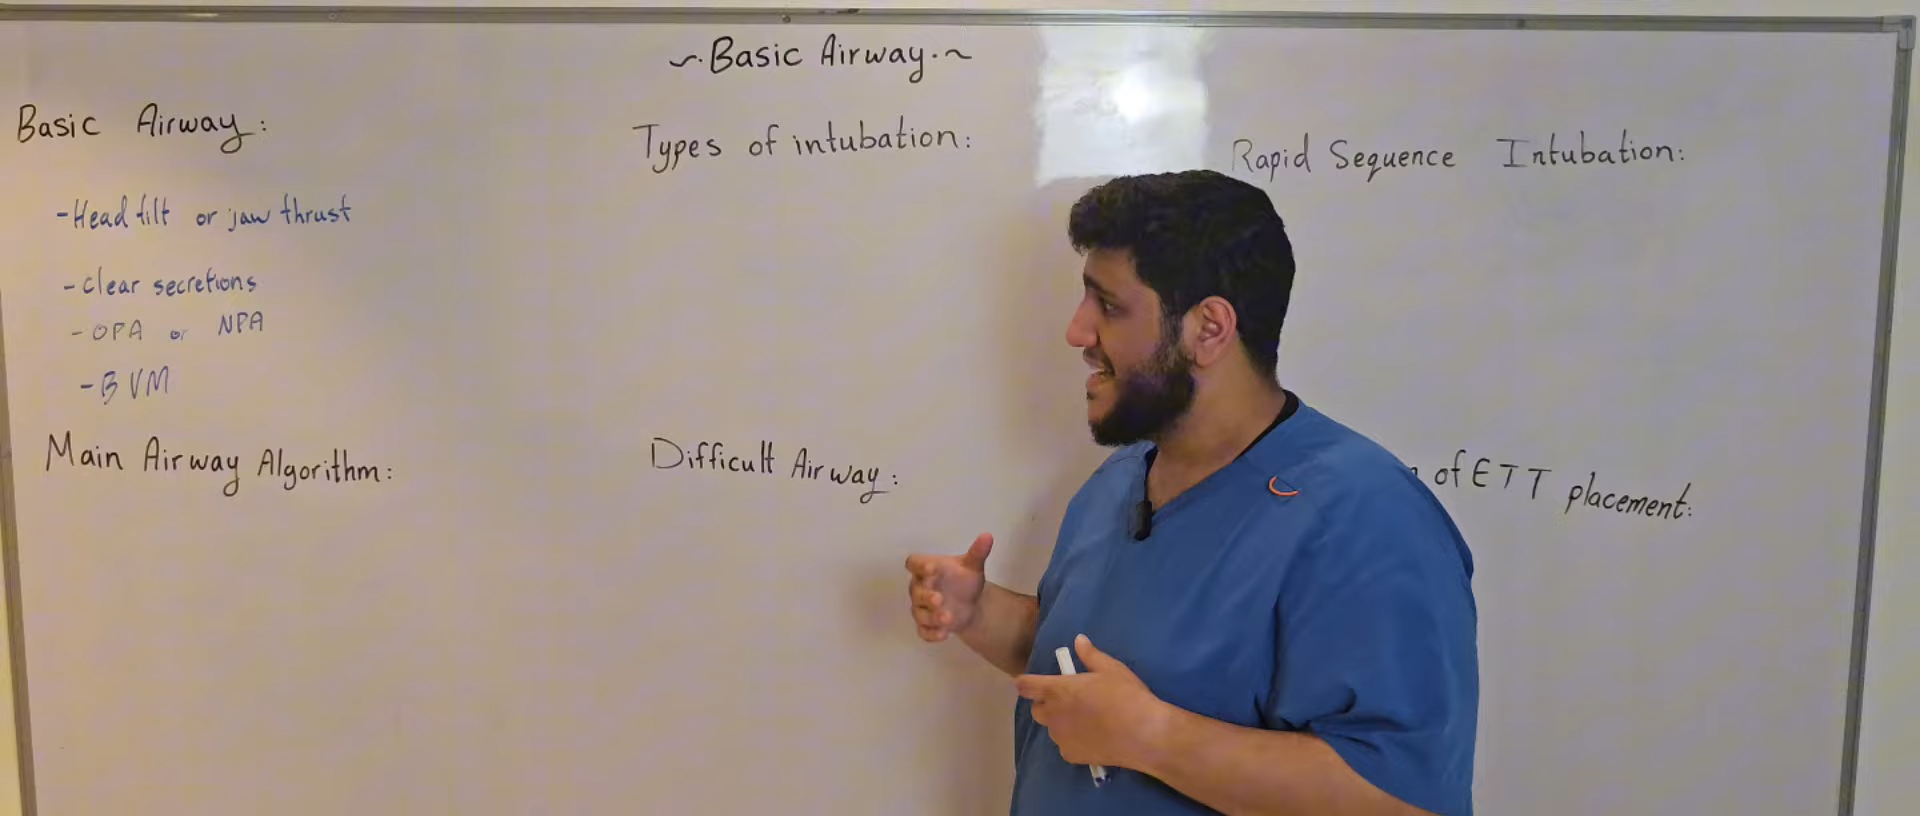 ~.Basic Airway.~
Basic Airway:
-Head tilt or jaw thrust
-clear secretions
-OPA or NPA
-BVM
Main Airway Algorithm:
Types of intubation:
Difficult Airway:
Rapid Sequence Intubation:
of ETT placement: